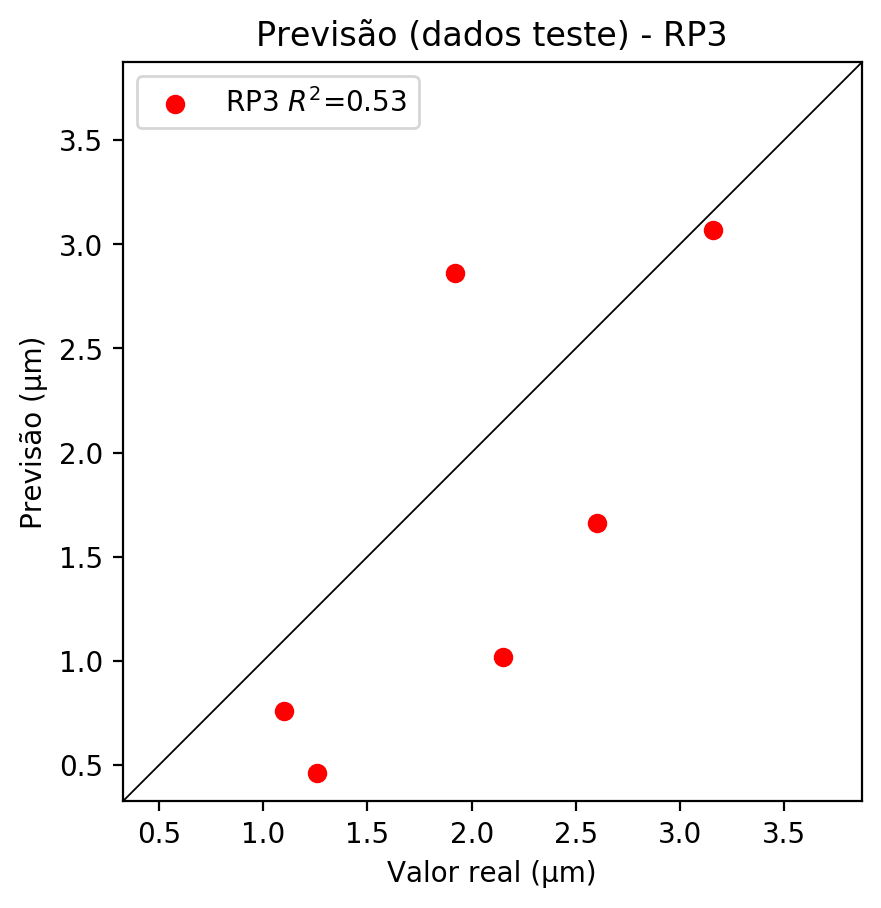 Previsão (dados teste) - RP3
RP3 R²=0.53
Previsão (μm)
3.5
3.0
2.5
2.0
1.5
1.0
0.5
0.5 1.0 1.5 2.0 2.5 3.0 3.5
Valor real (μm)